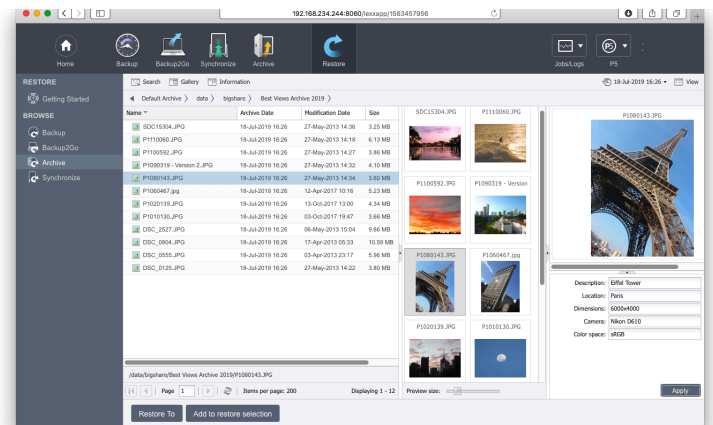 192.168.234.244:8060/lexxapp/1563457956
Home
Backup
Backup2Go
Synchronize
Archive
Restore
Jobs/Logs
P5
P5
RESTORE
Getting Started
BROWSE
Backup
Backup2Go
Archive
Synchronize
Search Gallery Information
18-Jul-2019 16:26 View
Default Archive data bigshare Best Views Archive 2019
Name Archive Date Modification Date Size
SDC15304.JPG 18-Jul-2019 16:26 27-May-2013 14:36 3.25 MB
P1110060.JPG 18-Jul-2019 16:26 27-May-2013 14:18 6.13 MB
P1100592.JPG 18-Jul-2019 16:26 27-May-2013 14:27 3.86 MB
P1090319 - Version 2.JPG 18-Jul-2019 16:26 27-May-2013 14:32 4.10 MB
P1080143.JPG 18-Jul-2019 16:26 27-May-2013 14:34 3.60 MB
P1060467.jpg 18-Jul-2019 16:26 12-Apr-2017 10:16 5.23 MB
P1020139.JPG 18-Jul-2019 16:26 13-Oct-2017 13:00 4.34 MB
P1010130.JPG 18-Jul-2019 16:26 03-Oct-2017 19:47 3.66 MB
DSC_2527.JPG 18-Jul-2019 16:26 06-May-2013 15:04 9.66 MB
DSC_0804.JPG 18-Jul-2019 16:26 17-Apr-2013 05:33 10.59 MB
DSC_0555.JPG 18-Jul-2019 16:26 03-Apr-2013 23:17 5.96 MB
DSC_0125.JPG 18-Jul-2019 16:26 27-May-2013 14:22 3.80 MB
/data/bigshare/Best Views Archive 2019/P1080143.JPG
Page 1 Items per page: 200 Displaying 1 - 12
SDC15304.JPG P1110060.JPG
P1100592.JPG P1090319 - Version
P1080143.JPG P1060467.jpg
P1020139.JPG P1010130.JPG
Preview size:
P1080143.JPG
Description: Eiffel Tower
Location: Paris
Dimensions: 6000x4000
Camera: Nikon D610
Color space: sRGB
Apply
Restore To Add to restore selection